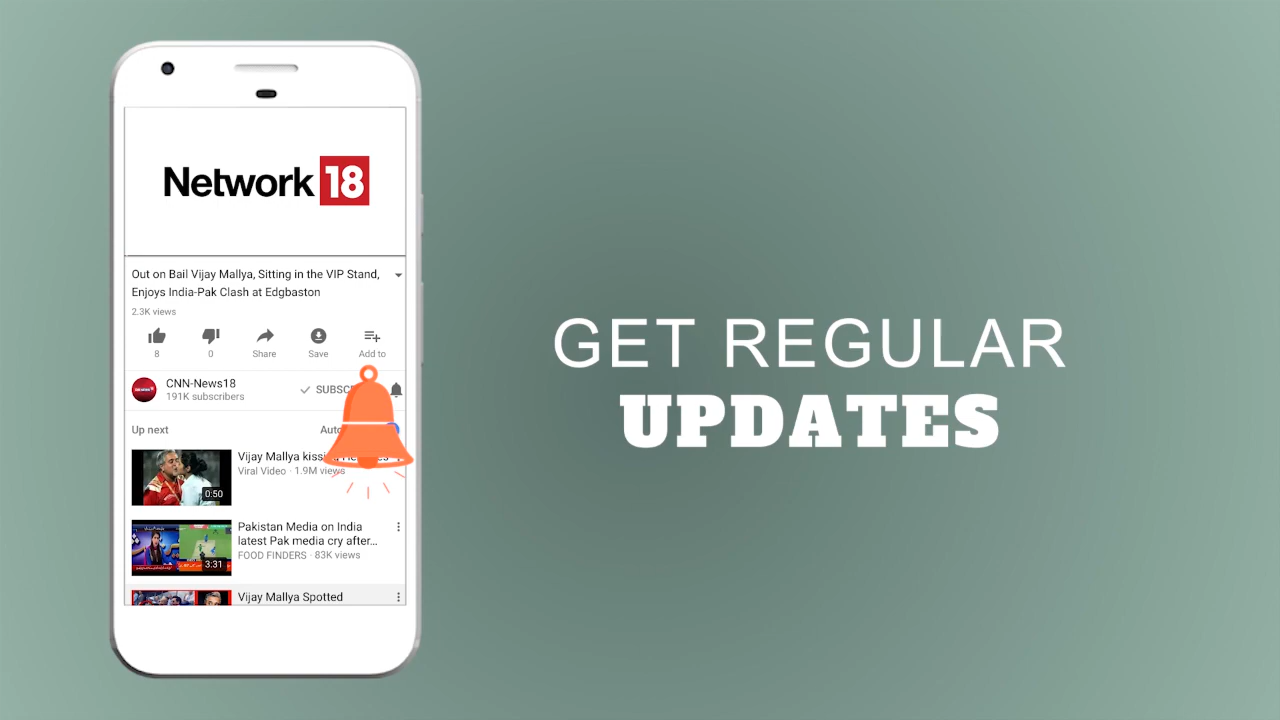 Network 18
Out on Bail Vijay Mallya, Sitting in the VIP Stand,
Enjoys India-Pak Clash at Edgbaston
2.3K views
8
0
Share
Save
Add to
CNN-News18
191K subscribers
Up next
Vijay Mallya
Viral Video · 1.9M views
0:50
Pakistan Media on India
latest Pak media cry after...
FOOD FINDERS · 83K views
3:31
Vijay Mallya Spotted
GET REGULAR
UPDATES